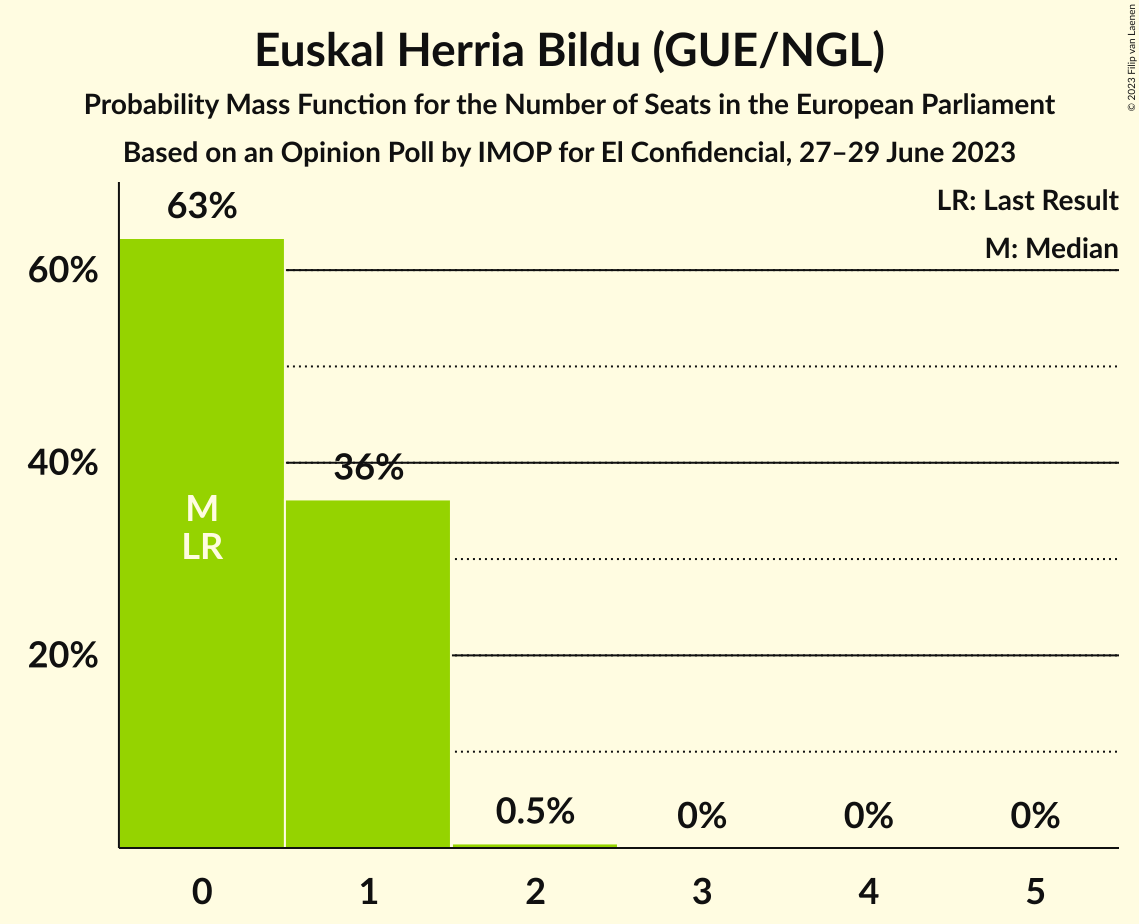 Euskal Herria Bildu (GUE/NGL)
Probability Mass Function for the Number of Seats in the European Parliament
Based on an Opinion Poll by IMOP for El Confidencial, 27–29 June 2023
© 2023 Filip van Laenen
LR: Last Result
M: Median
63%
60%
40%
36%
M
LR
20%
0.5%
0%
0%
0%
0
1
2
3
4
5